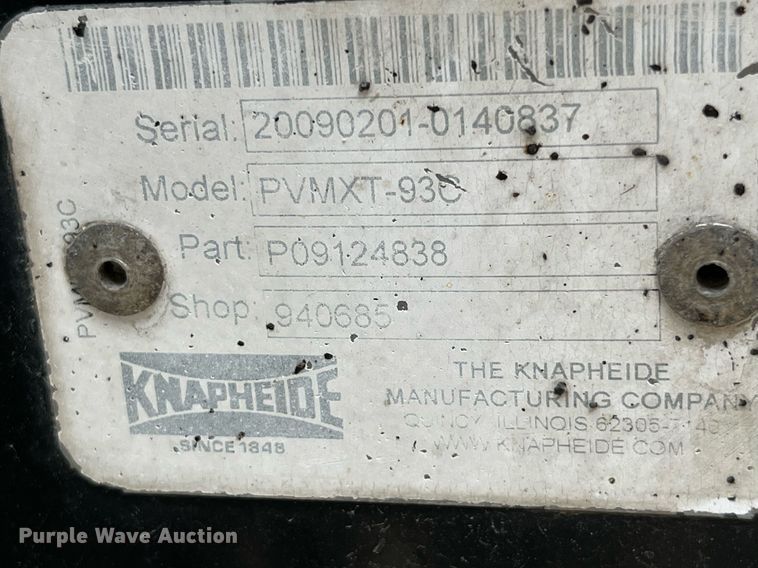 Serial: 20090201-0140837
Model: PVMXT-93C
Part: P09124838
Shop: 940685
KNAPHEIDE
SINCE 1848
THE KNAPHEIDE
MANUFACTURING COMPANY
QUINCY, ILLINOIS
WWW.KNAPHEIDE.COM
Purple Wave Auction